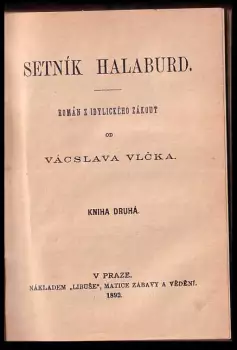 SETNÍK HALABURD.
ROMÁN Z IDYLICKÉHO ZÁKOUTÍ
OD
VÁCSLAVA VLČKA.
KNIHA DRUHÁ.
V PRAZE.
NÁKLADEM „LIBUŠE“, MATICE ZÁBAVY A VĚDĚNÍ.
1892.